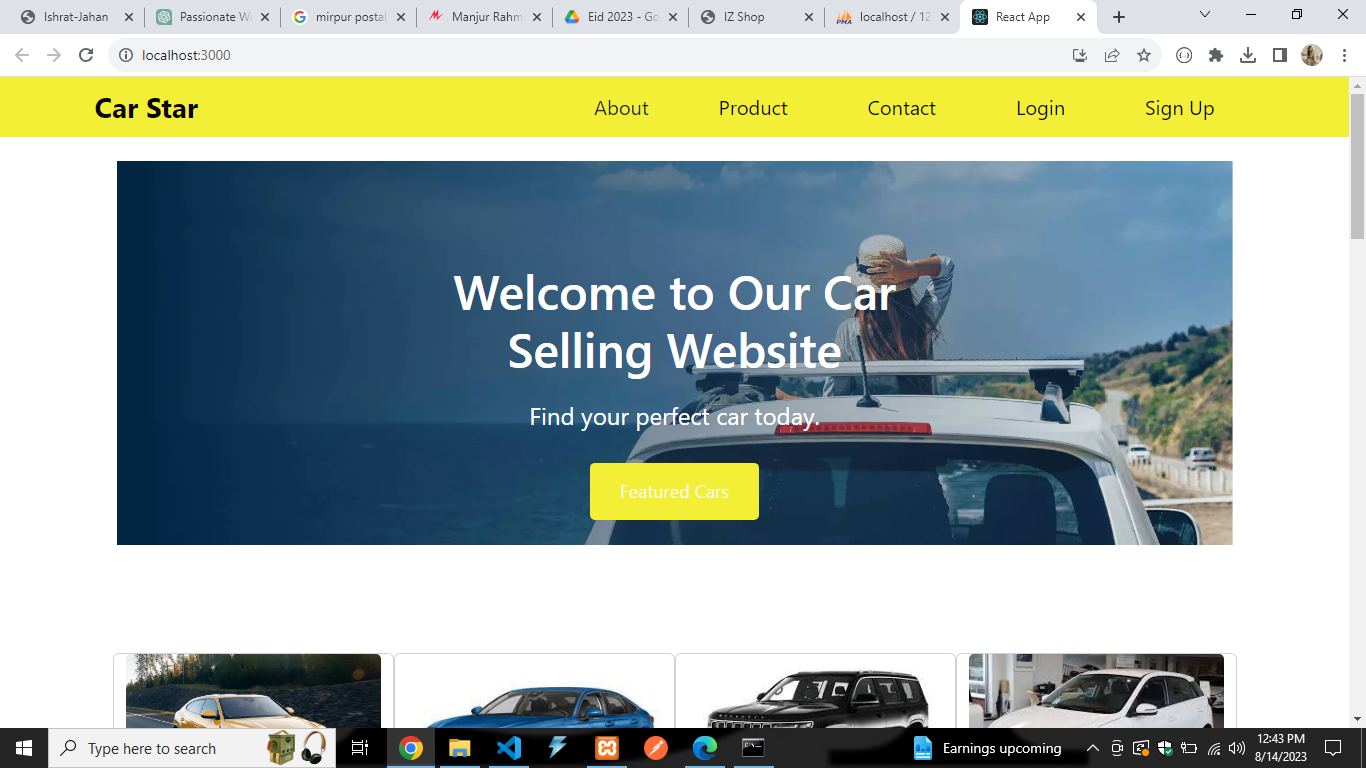 Ishrat-Jahan
Passionate W
mirpur postal
Manjur Rahm
Eid 2023 - Go
IZ Shop
localhost / 12
React App
localhost:3000
Car Star
About
Product
Contact
Login
Sign Up
Welcome to Our Car
Selling Website
Find your perfect car today.
Featured Cars
Type here to search
Earnings upcoming
12:43 PM
8/14/2023